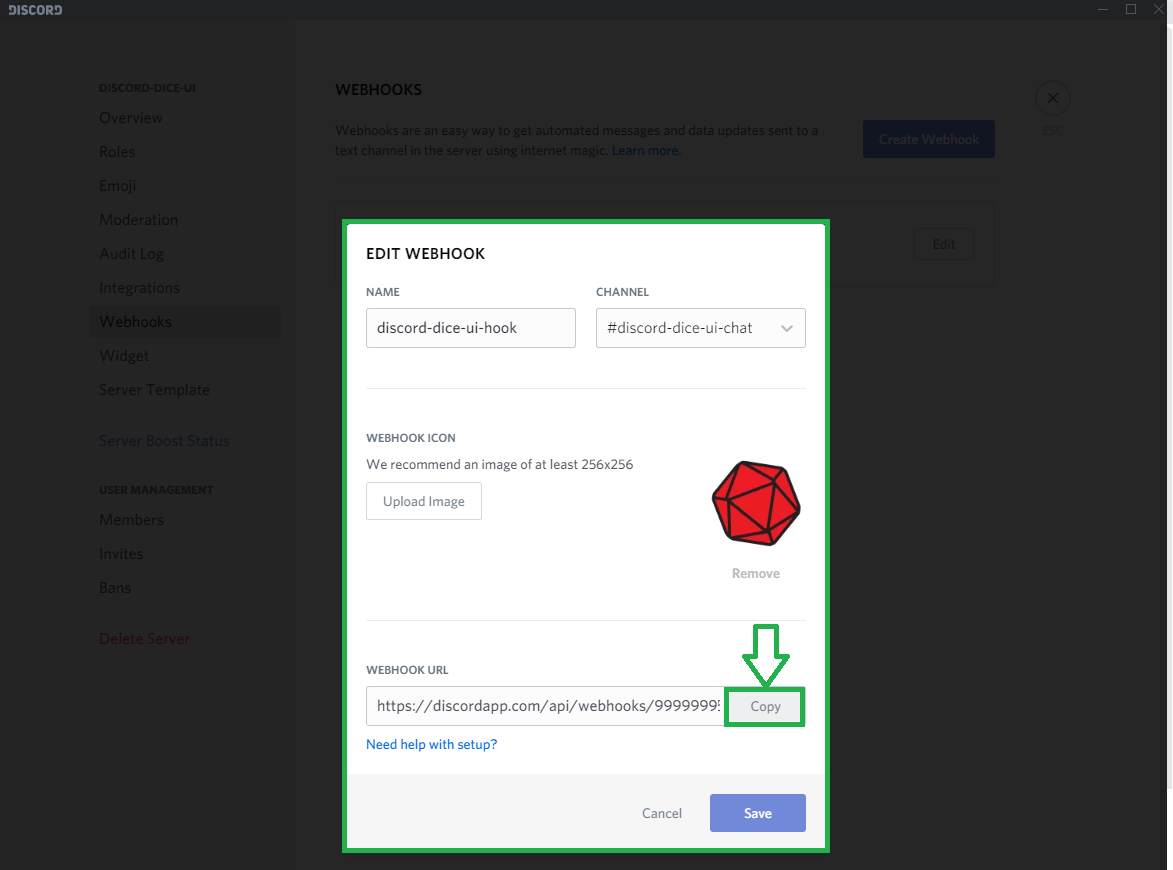 DISCORD
DISCORD-DICE-UI
Overview
Roles
Emoji
Moderation
Audit Log
Integrations
Webhooks
Widget
Server Template
Server Boost Status
USER MANAGEMENT
Members
Invites
Bans
Delete Server
WEBHOOKS
Webhooks are an easy way to get automated messages and data updates sent to a
text channel in the server using internet magic. Learn more.
Create Webhook
ESC
Edit
EDIT WEBHOOK
NAME
discord-dice-ui-hook
CHANNEL
#discord-dice-ui-chat
WEBHOOK ICON
We recommend an image of at least 256x256
Upload Image
Remove
WEBHOOK URL
https://discordapp.com/api/webhooks/9999999
Copy
Need help with setup?
Cancel
Save